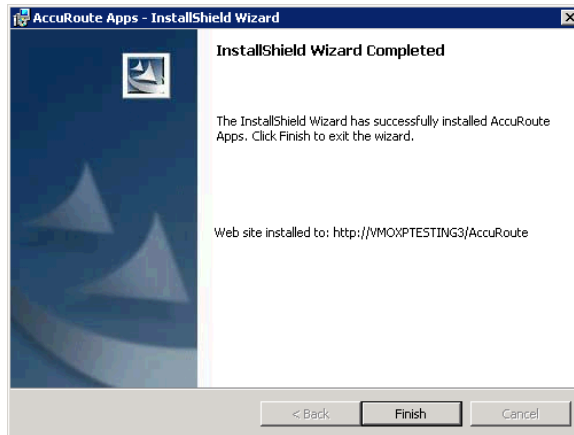 AccuRoute Apps - InstallShield Wizard
InstallShield Wizard Completed
The InstallShield Wizard has successfully installed AccuRoute
Apps. Click Finish to exit the wizard.
Web site installed to: http://VMOXPTESTING3/AccuRoute
< Back Finish Cancel